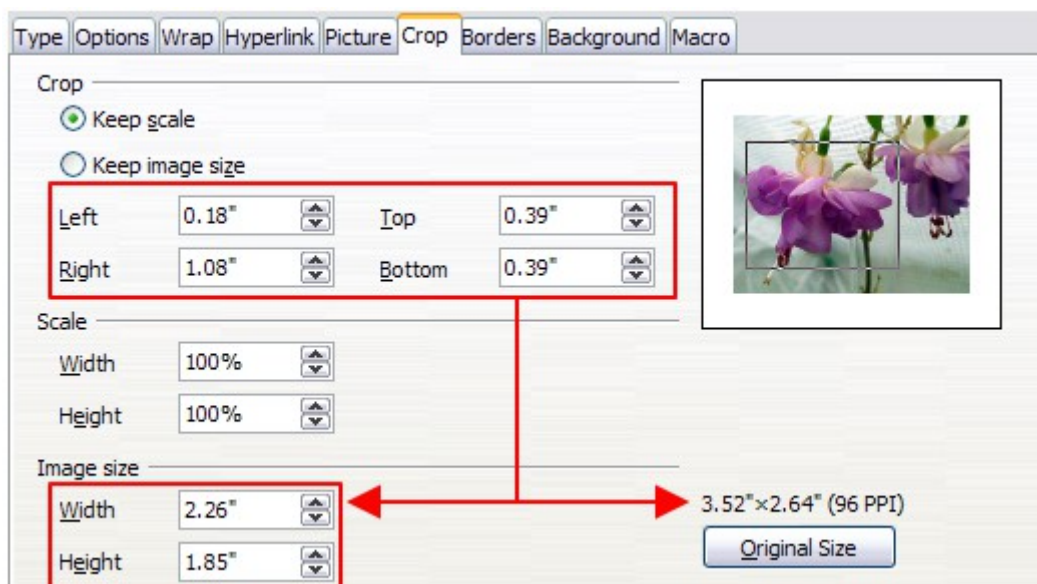 Type Options Wrap Hyperlink Picture Crop Borders Background Macro
Crop
Keep scale
Keep image size
Left 0.18" Top 0.39"
Right 1.08" Bottom 0.39"
Scale
Width 100%
Height 100%
Image size
Width 2.26" 3.52"×2.64" (96 PPI)
Height 1.85" Original Size